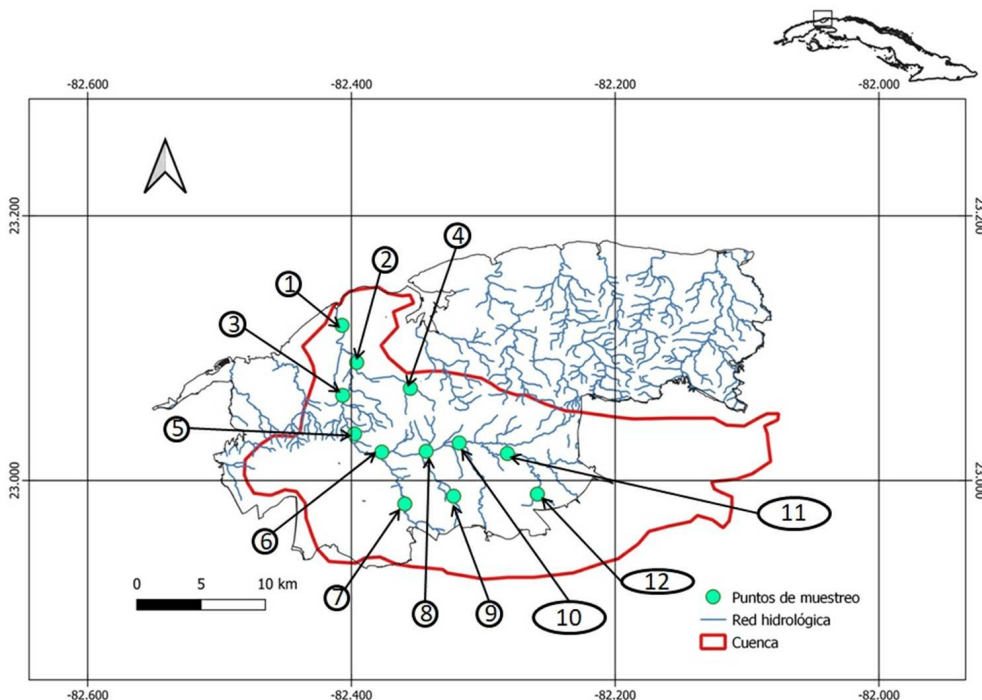 -82.600 -82.400 -82.200 -82.000
23.200 23.200
4
2
1
3
5
23.000 23.000
11
6
12
0 5 10 km
7 8 9 10
Puntos de muestreo
Red hidrológica
Cuenca
-82.600 -82.400 -82.200 -82.000